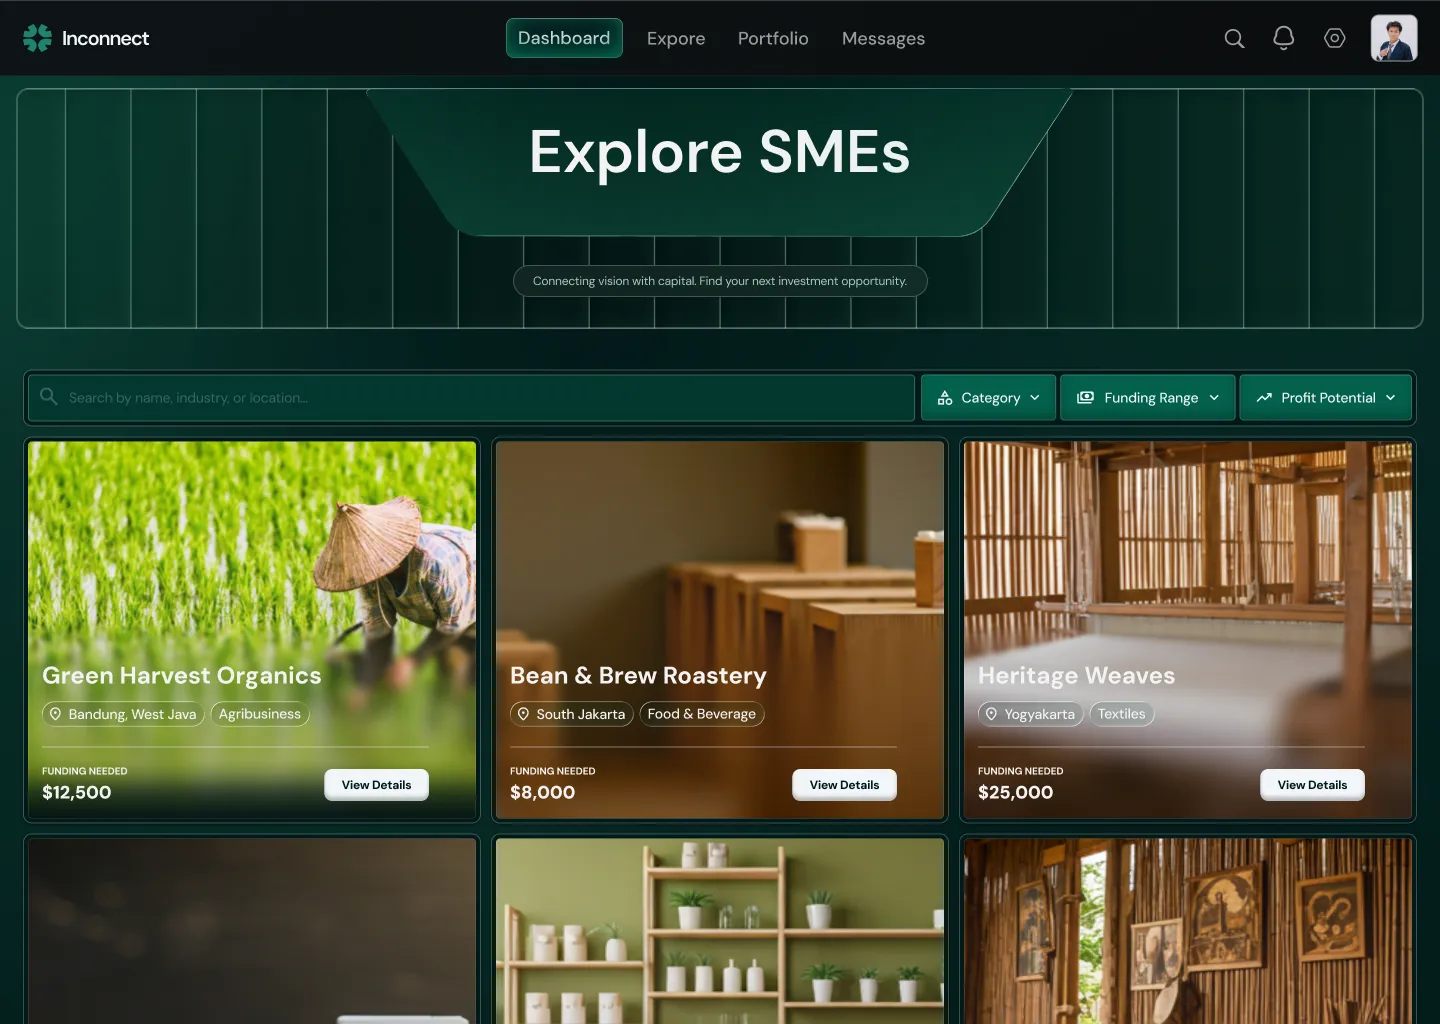 Inconnect
Dashboard
Expore
Portfolio
Messages
Explore SMEs
Connecting vision with capital. Find your next investment opportunity.
Search by name, industry, or location...
Category
Funding Range
Profit Potential
Green Harvest Organics
Bandung, West Java
Agribusiness
FUNDING NEEDED
$12,500
View Details
Bean & Brew Roastery
South Jakarta
Food & Beverage
FUNDING NEEDED
$8,000
View Details
Heritage Weaves
Yogyakarta
Textiles
FUNDING NEEDED
$25,000
View Details